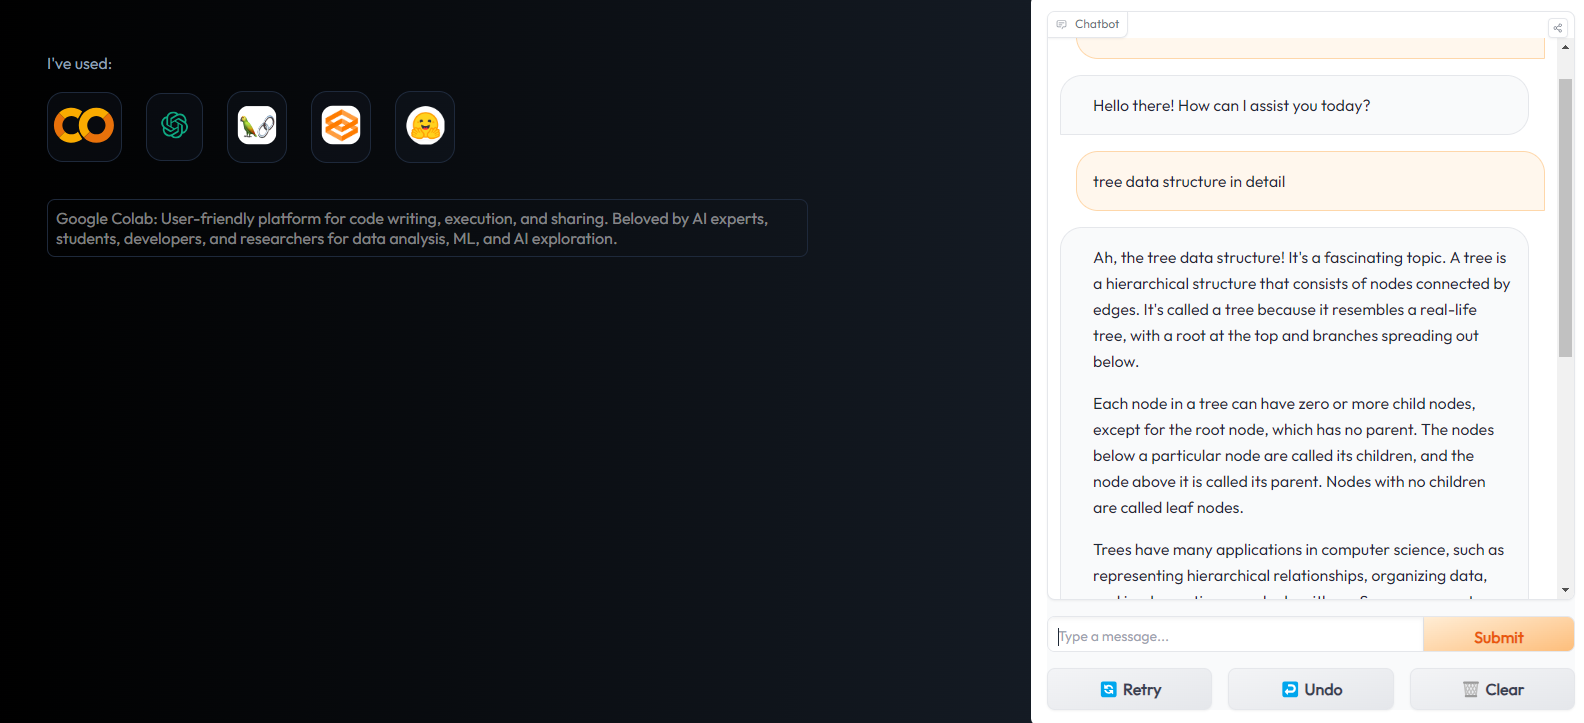 I've used:
Google Colab: User-friendly platform for code writing, execution, and sharing. Beloved by AI experts,
students, developers, and researchers for data analysis, ML, and AI exploration.
Chatbot
Hello there! How can I assist you today?
tree data structure in detail
Ah, the tree data structure! It's a fascinating topic. A tree is
a hierarchical structure that consists of nodes connected by
edges. It's called a tree because it resembles a real-life
tree, with a root at the top and branches spreading out
below.
Each node in a tree can have zero or more child nodes,
except for the root node, which has no parent. The nodes
below a particular node are called its children, and the
node above it is called its parent. Nodes with no children
are called leaf nodes.
Trees have many applications in computer science, such as
representing hierarchical relationships, organizing data,
Type a message...
Submit
Retry
Undo
Clear